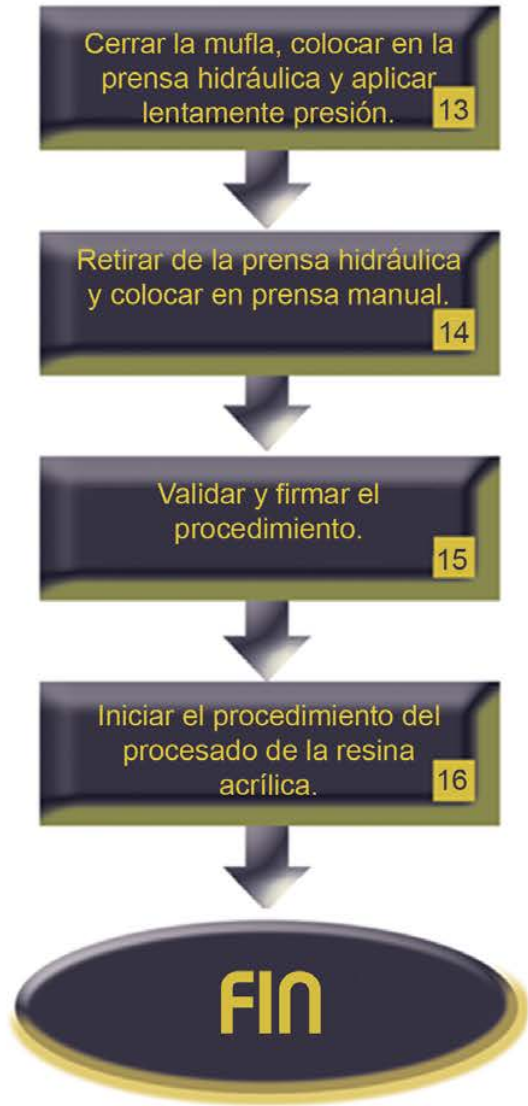 Cerrar la mufla, colocar en la
prensa hidráulica y aplicar
lentamente presión.
13
Retirar de la prensa hidráulica
y colocar en prensa manual.
14
Validar y firmar el
procedimiento.
15
Iniciar el procedimiento del
procesado de la resina
acrílica.
16
FIN